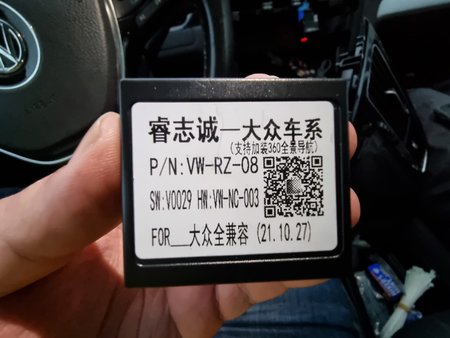 睿志诚一大众车系
(支持加装360全景导航)
P/N:VW-RZ-08
SW:V0029 HW:VW-NC-003
FOR__大众全兼容 (21.10.27)